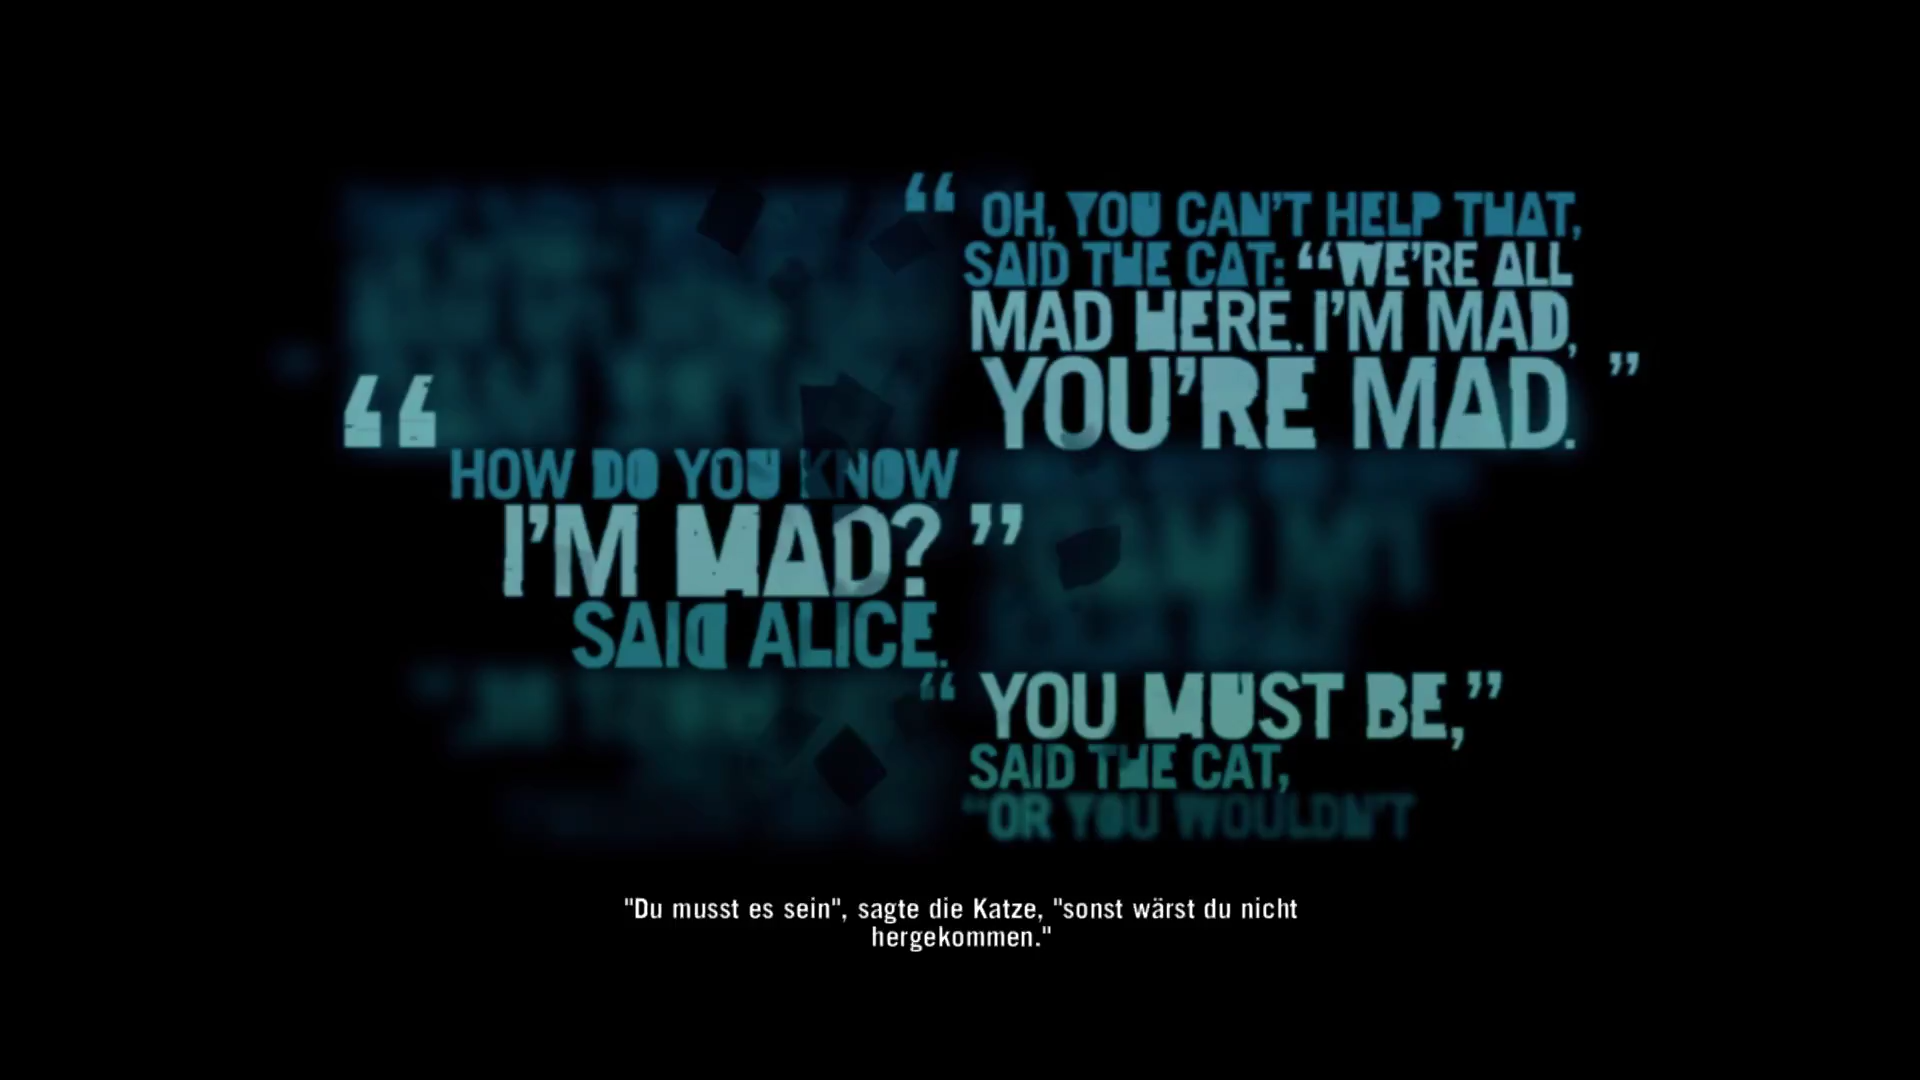 “ OH, YOU CAN'T HELP THAT,
SAID THE CAT: “WE'RE ALL
MAD HERE. I'M MAD,
YOU'RE MAD. ”
“ HOW DO YOU KNOW
I'M MAD? ”
SAID ALICE.
“ YOU MUST BE,”
SAID THE CAT,
“OR YOU WOULDN'T
"Du musst es sein", sagte die Katze, "sonst wärst du nicht
hergekommen."